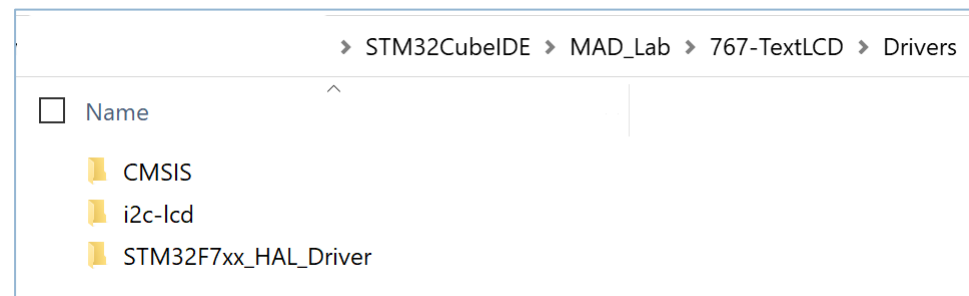 STM32CubeIDE > MAD_Lab > 767-TextLCD > Drivers
Name
CMSIS
i2c-lcd
STM32F7xx_HAL_Driver